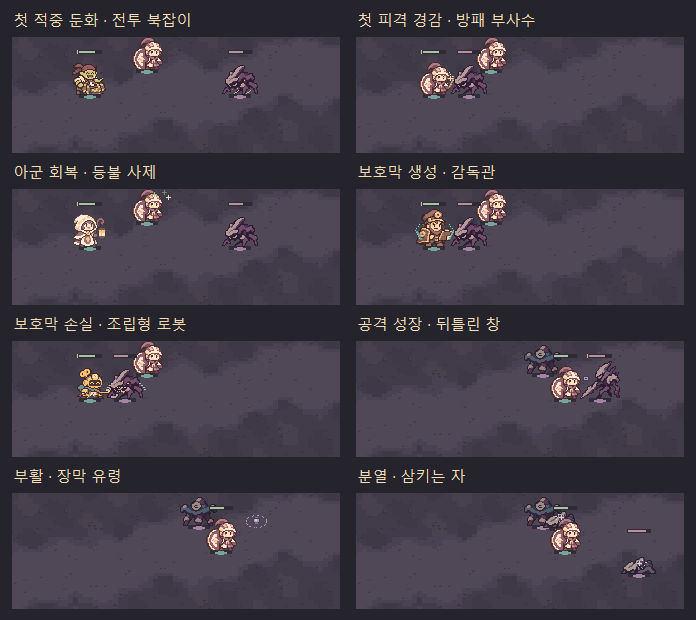 첫 적중 둔화 · 전투 북잡이
첫 피격 경감 · 방패 부사수
아군 회복 · 등불 사제
보호막 생성 · 감독관
보호막 손실 · 조립형 로봇
공격 성장 · 뒤틀린 창
부활 · 장막 유령
분열 · 삼키는 자